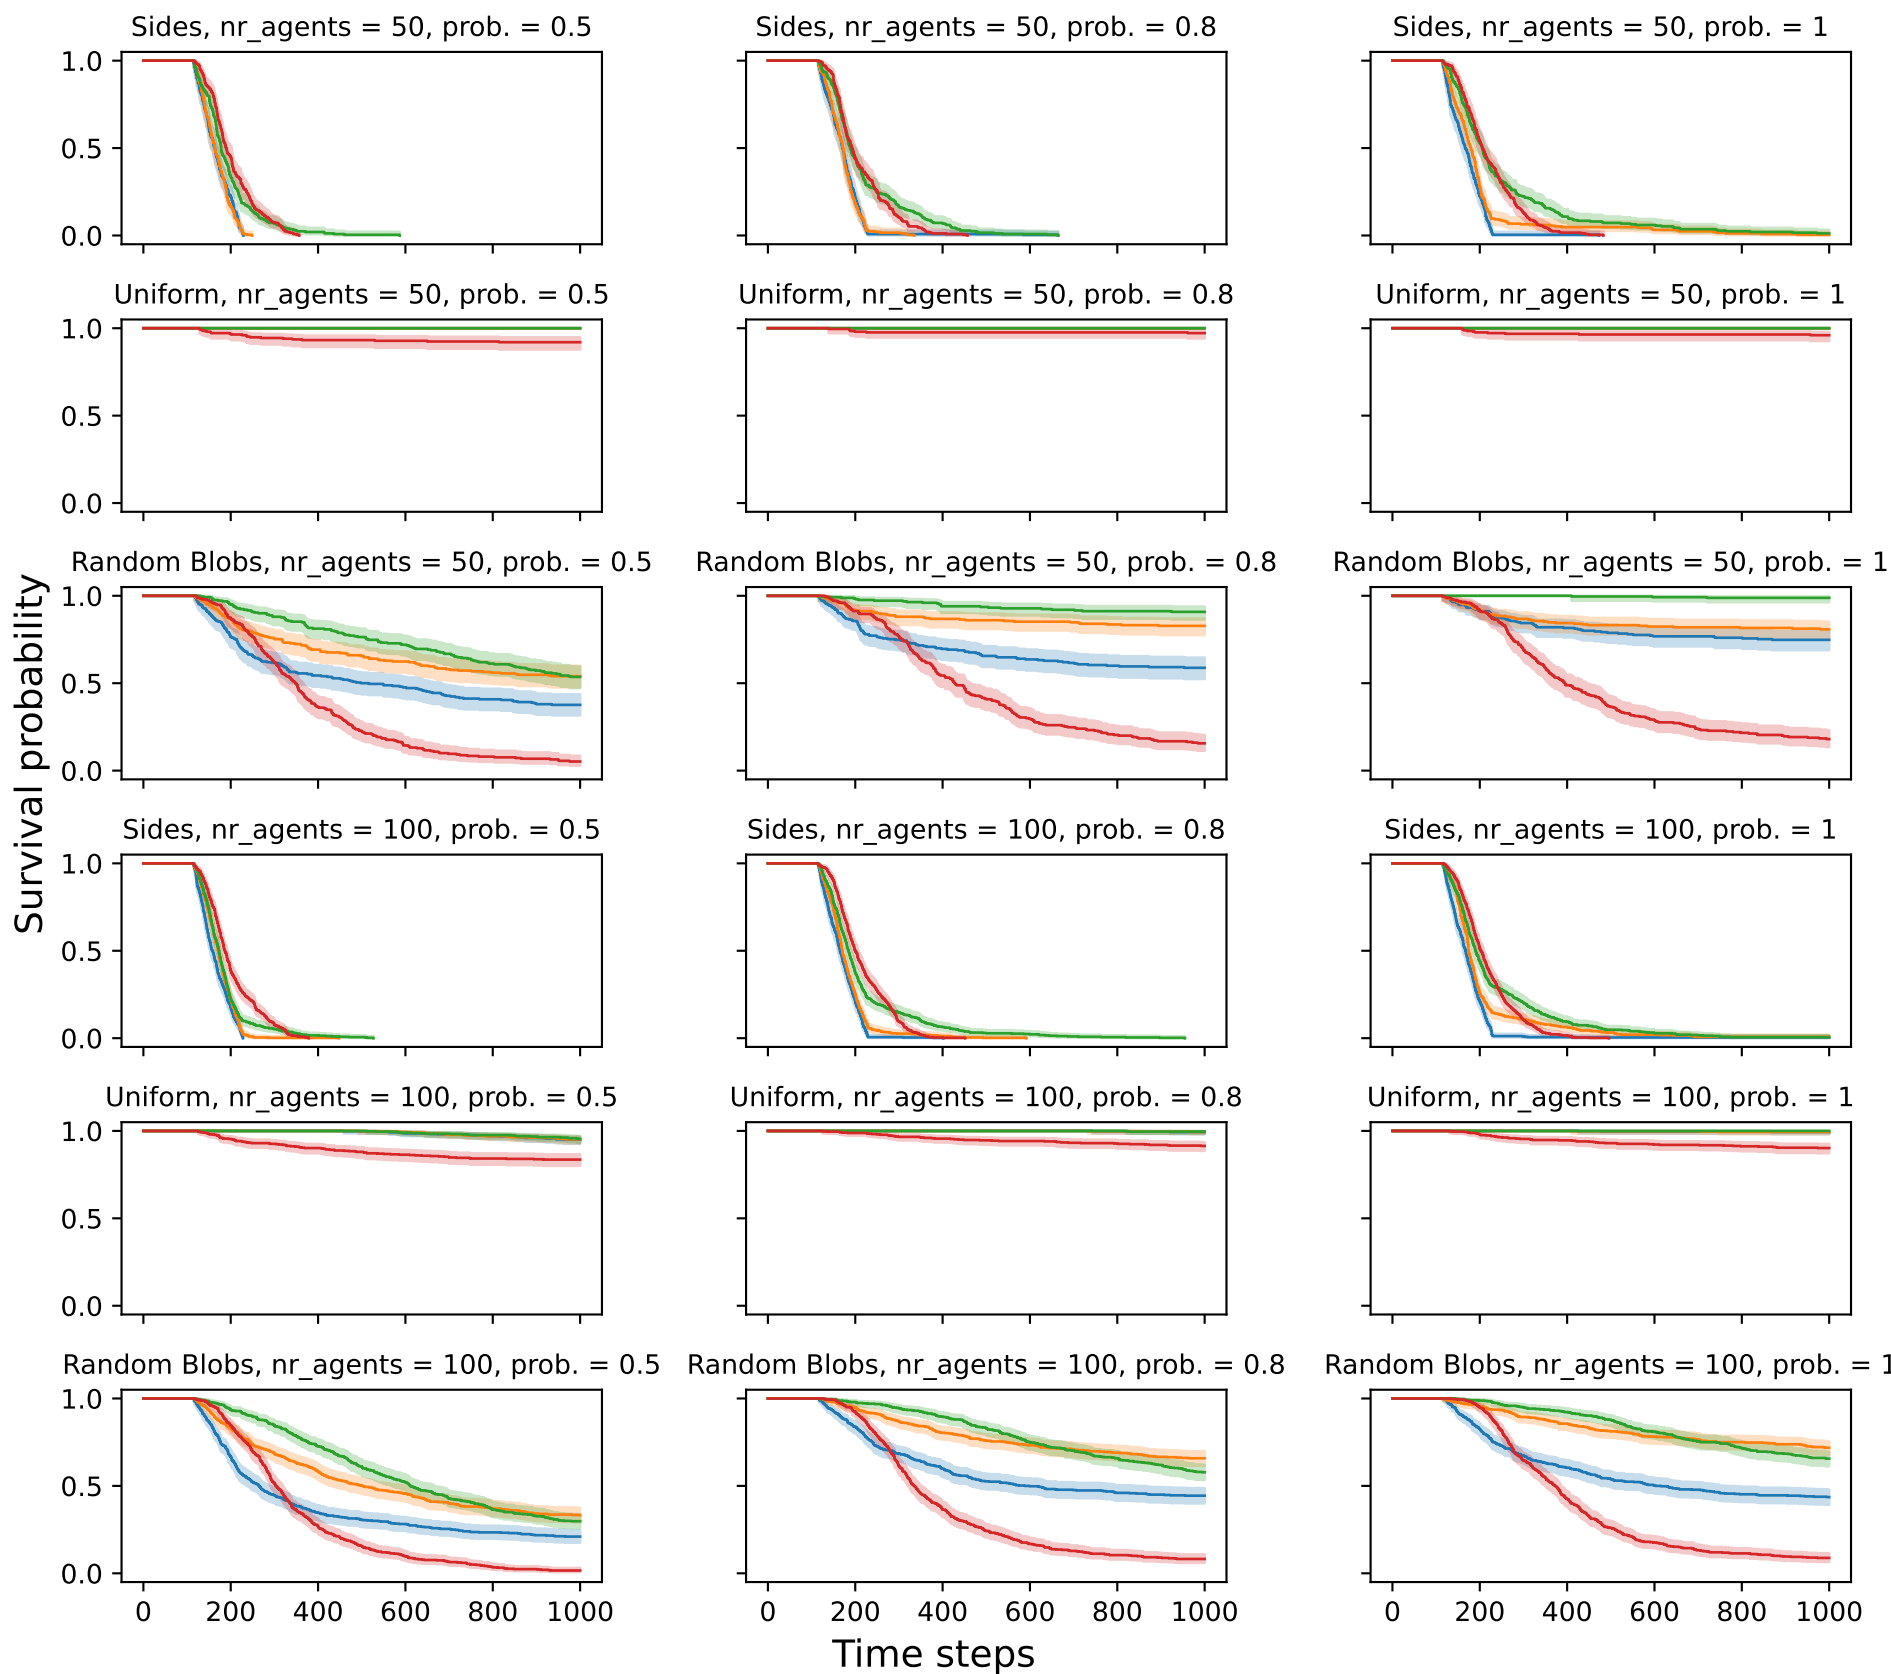 Sides, nr_agents = 50, prob. = 0.5
Sides, nr_agents = 50, prob. = 0.8
Sides, nr_agents = 50, prob. = 1
1.0
0.5
0.0
Uniform, nr_agents = 50, prob. = 0.5
Uniform, nr_agents = 50, prob. = 0.8
Uniform, nr_agents = 50, prob. = 1
1.0
0.5
0.0
Random Blobs, nr_agents = 50, prob. = 0.5
Random Blobs, nr_agents = 50, prob. = 0.8
Random Blobs, nr_agents = 50, prob. = 1
1.0
0.5
0.0
Survival probability
Sides, nr_agents = 100, prob. = 0.5
Sides, nr_agents = 100, prob. = 0.8
Sides, nr_agents = 100, prob. = 1
1.0
0.5
0.0
Uniform, nr_agents = 100, prob. = 0.5
Uniform, nr_agents = 100, prob. = 0.8
Uniform, nr_agents = 100, prob. = 1
1.0
0.5
0.0
Random Blobs, nr_agents = 100, prob. = 0.5
Random Blobs, nr_agents = 100, prob. = 0.8
Random Blobs, nr_agents = 100, prob. = 1
1.0
0.5
0.0
0 200 400 600 800 1000
0 200 400 600 800 1000
0 200 400 600 800 1000
Time steps